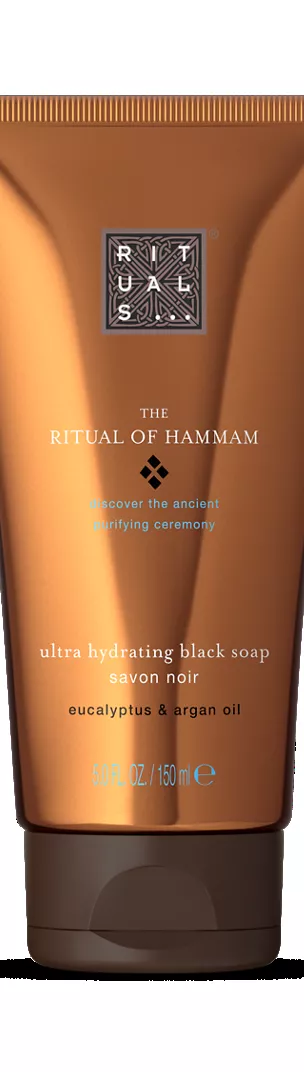 RIT
UAL
S...
®
THE
RITUAL OF HAMMAM
discover the ancient
purifying ceremony
ultra hydrating black soap
savon noir
eucalyptus & argan oil
5.0 FL. OZ. / 150 ml ℮